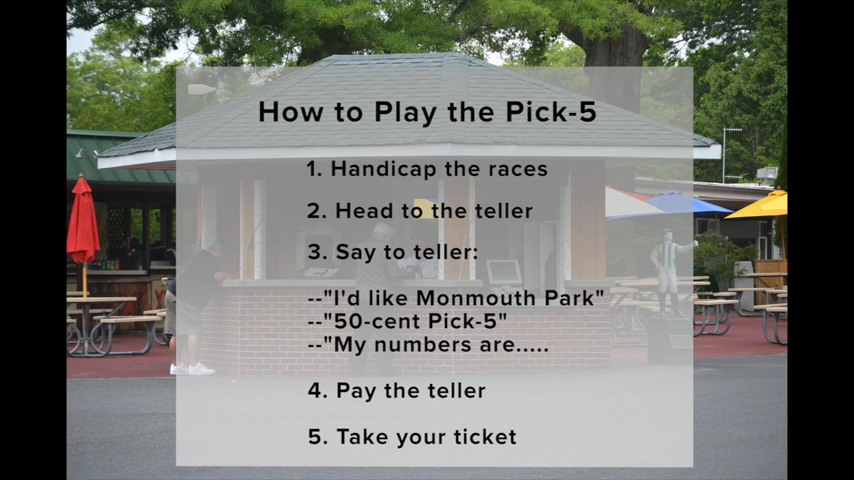 How to Play the Pick-5
1. Handicap the races
2. Head to the teller
3. Say to teller:
--"I'd like Monmouth Park"
--"50-cent Pick-5"
--"My numbers are.....
4. Pay the teller
5. Take your ticket